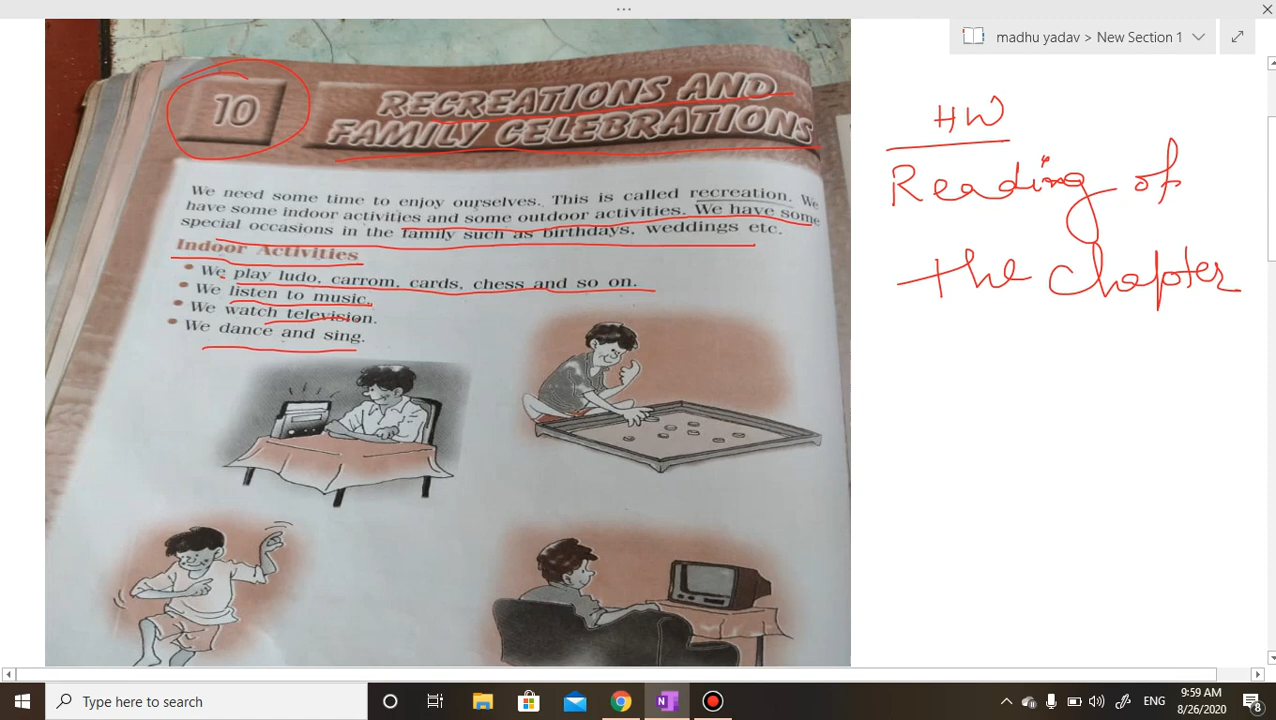 madhu yadav > New Section 1
10
RECREATIONS AND
FAMILY CELEBRATIONS
We need some time to enjoy ourselves. This is called recreation. We
have some indoor activities and some outdoor activities. We have some
special occasions in the family such as birthdays, weddings etc.
Indoor Activities
• We play ludo, carrom, cards, chess and so on.
• We listen to music.
• We watch television.
• We dance and sing.
HW
Reading of
the Chapter
Type here to search
ENG
9:59 AM
8/26/2020
8